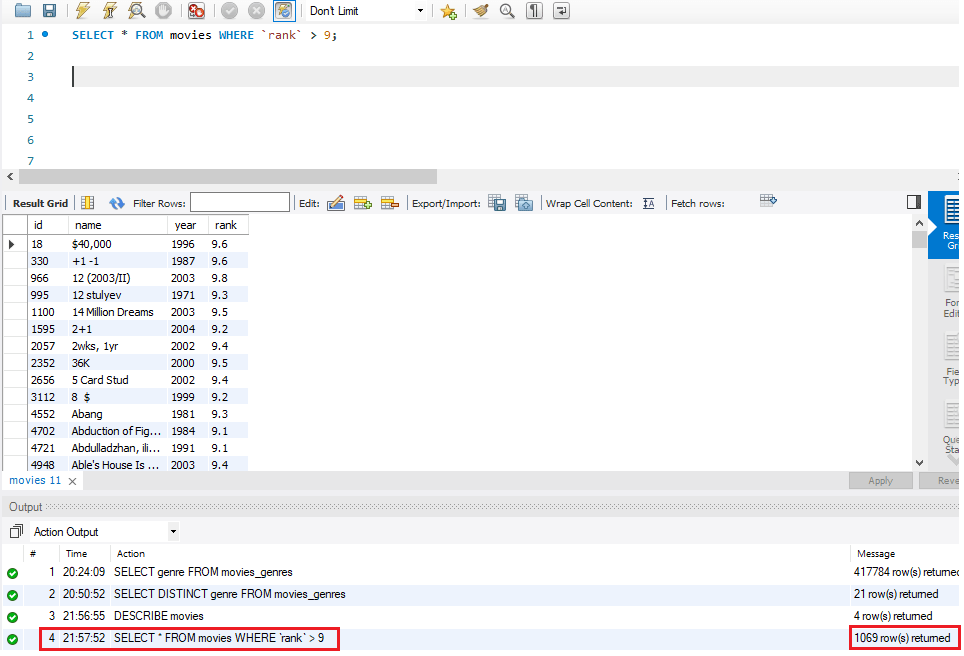 Don't Limit
1 SELECT * FROM movies WHERE `rank` > 9;
2
3
4
5
6
7
Result Grid Filter Rows: Edit: Export/Import: Wrap Cell Content: IA Fetch rows:
id name year rank
18 $40,000 1996 9.6
330 +1 -1 1987 9.6
966 12 (2003/II) 2003 9.8
995 12 stulyev 1971 9.3
1100 14 Million Dreams 2003 9.5
1595 2+1 2004 9.2
2057 2wks, 1yr 2002 9.4
2352 36K 2000 9.5
2656 5 Card Stud 2002 9.4
3112 8 $ 1999 9.2
4552 Abang 1981 9.3
4702 Abduction of Fig... 1984 9.1
4721 Abdulladzhan, ili... 1991 9.1
4948 Able's House Is ... 2003 9.4
Res
Gri
For
Edit
Fie
Typ
Que
Sta
movies 11 Apply Reve
Output
Action Output
# Time Action Message
1 20:24:09 SELECT genre FROM movies_genres 417784 row(s) returned
2 20:50:52 SELECT DISTINCT genre FROM movies_genres 21 row(s) returned
3 21:56:55 DESCRIBE movies 4 row(s) returned
4 21:57:52 SELECT * FROM movies WHERE `rank` > 9 1069 row(s) returned